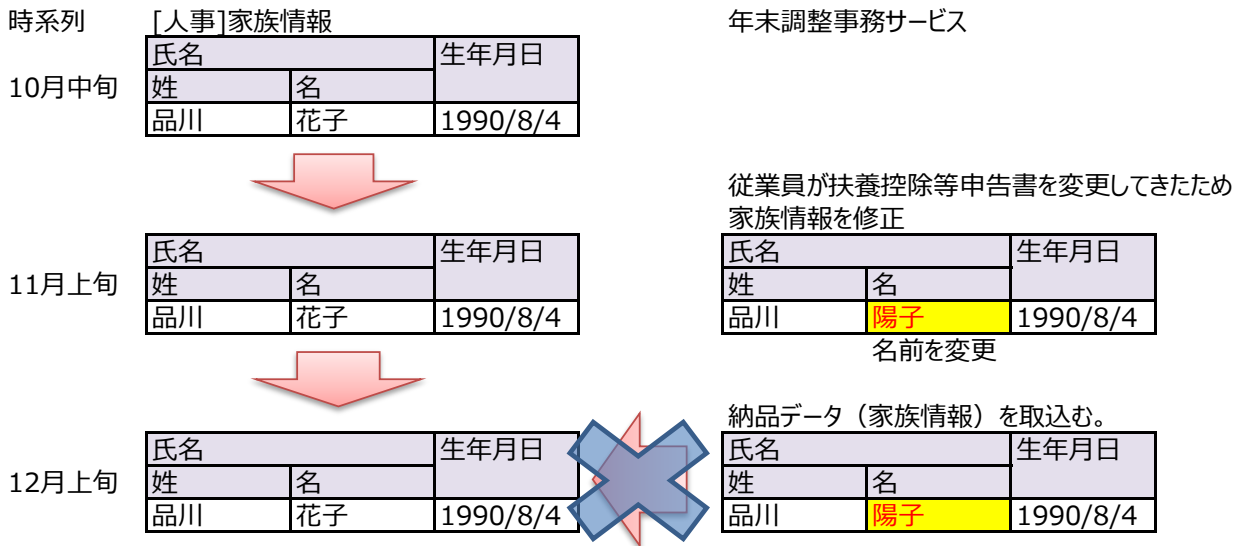 時系列 [人事]家族情報 年末調整事務サービス
氏名 生年月日
10月中旬 姓 名
品川 花子 1990/8/4
従業員が扶養控除等申告書を変更してきたため
家族情報を修正
氏名 生年月日 氏名 生年月日
11月上旬 姓 名 姓 名
品川 花子 1990/8/4 品川 陽子 1990/8/4
名前を変更
納品データ（家族情報）を取込む。
氏名 生年月日 氏名 生年月日
12月上旬 姓 名 姓 名
品川 花子 1990/8/4 品川 陽子 1990/8/4